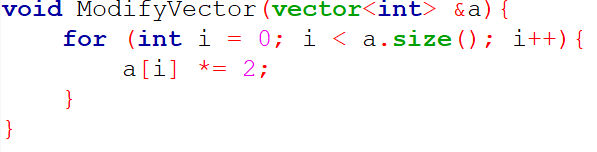 void ModifyVector(vector<int> &a){
    for (int i = 0; i < a.size(); i++){
        a[i] *= 2;
    }
}